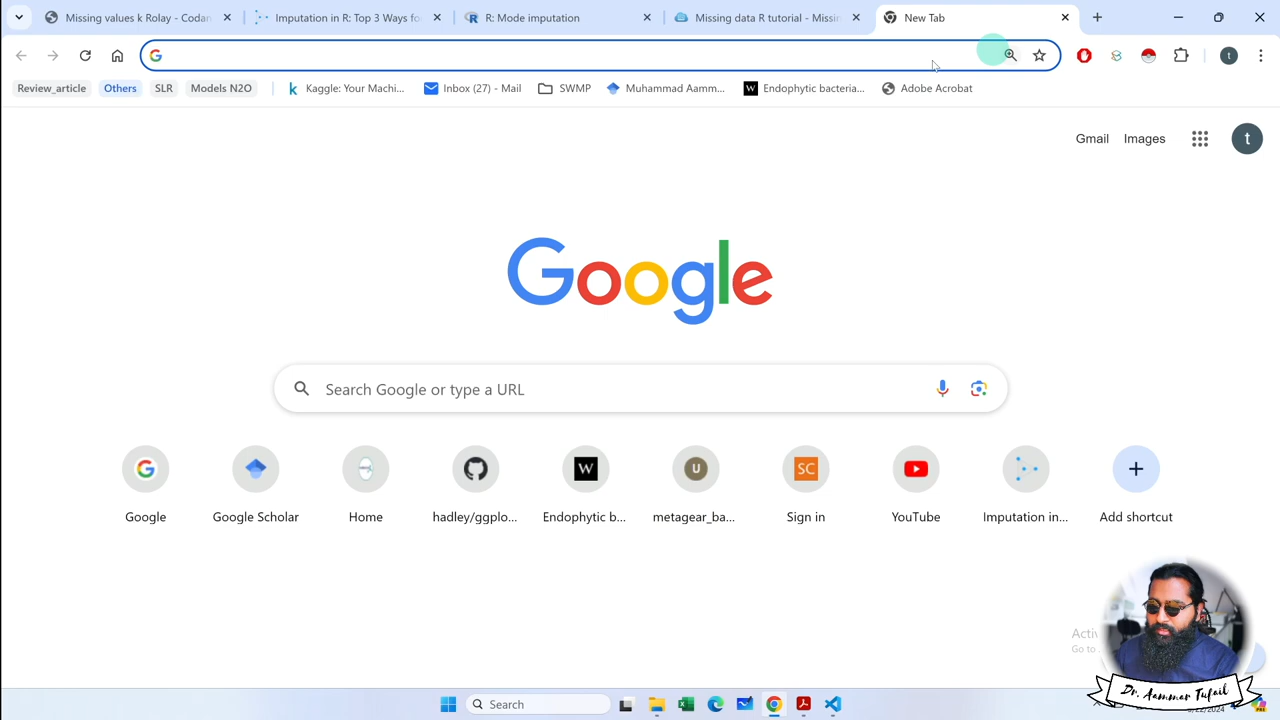 Missing values k Rolay - Codan
Imputation in R: Top 3 Ways fo
R: Mode imputation
Missing data R tutorial - Missin
New Tab
Review_article
Others
SLR
Models N2O
Kaggle: Your Machi...
Inbox (27) - Mail
SWMP
Muhammad Aamm...
Endophytic bacteria...
Adobe Acrobat
Gmail
Images
t
Google
Search Google or type a URL
Google
Google Scholar
Home
hadley/ggplo...
Endophytic b...
metagear_ba...
Sign in
YouTube
Imputation in...
Add shortcut
Go to
Dr. Aammar Tufail
Search